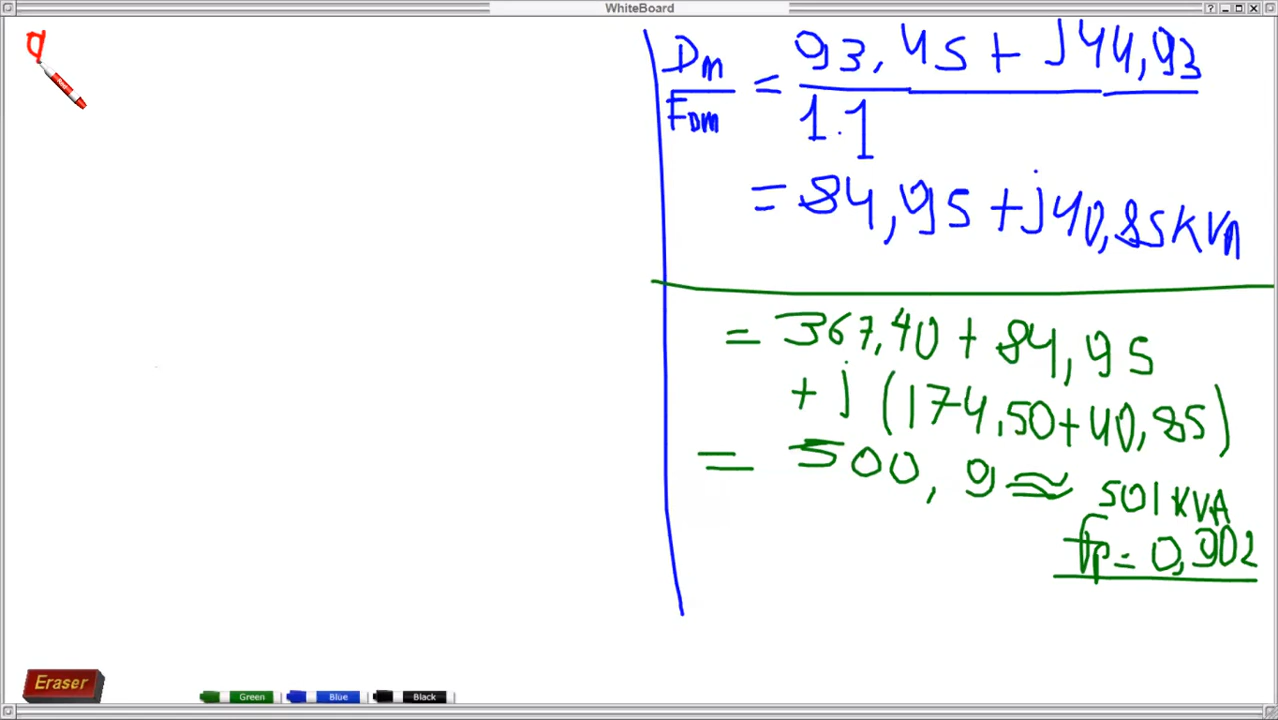 WhiteBoard
a
Dm = 93,45 + j44,93
FDm 1.1
= 84,95 + j40,85 KVA
= 367,40 + 84,95
+ j (174,50+40,85)
= 500,9 ≅ 501 KVA
fp = 0,902
Eraser
Green Blue Black